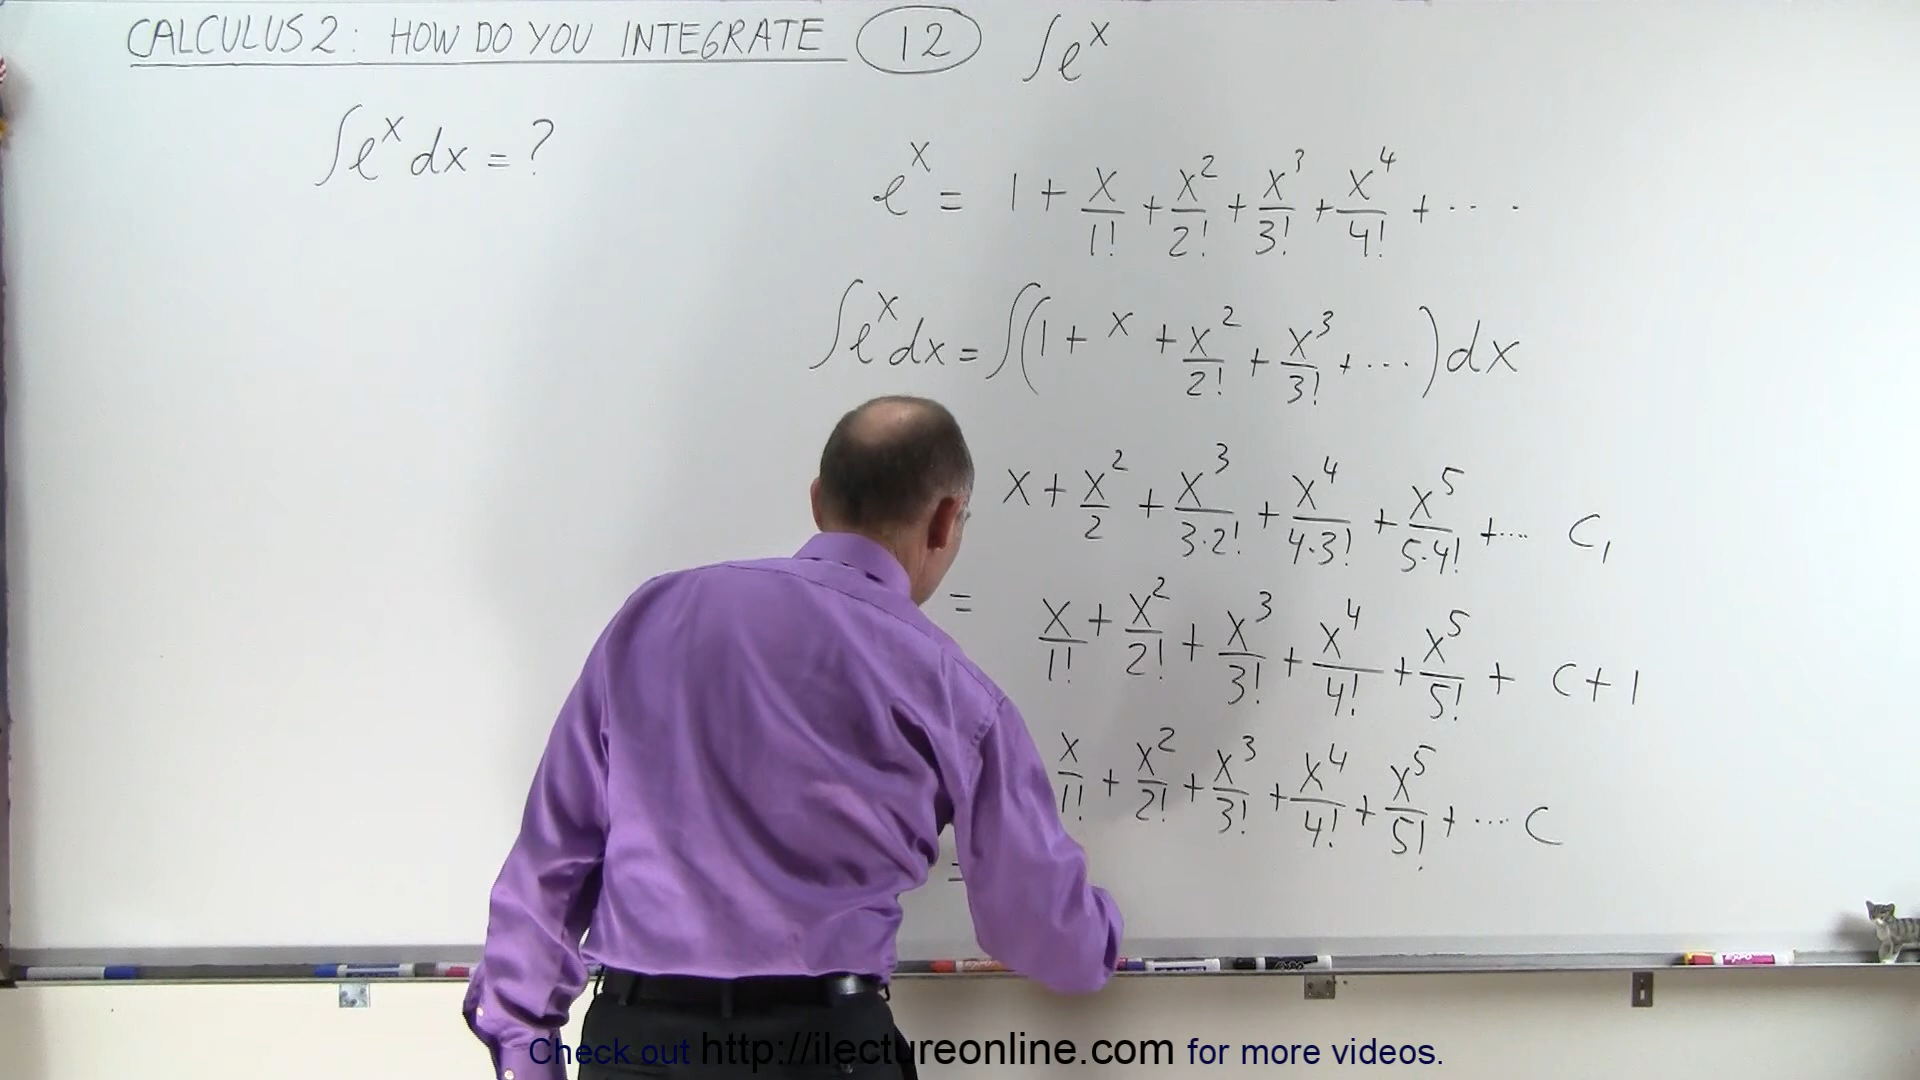 CALCULUS 2: HOW DO YOU INTEGRATE 12 ∫e^x
∫e^x dx = ?
e^x = 1 + x/1! + x^2/2! + x^3/3! + x^4/4! + ....
∫e^x dx = ∫(1 + x + x^2/2! + x^3/3! + ...) dx
x + x^2/2 + x^3/3·2! + x^4/4·3! + x^5/5·4! + .... C₁
= x/1! + x^2/2! + x^3/3! + x^4/4! + x^5/5! + C + 1
x/1! + x^2/2! + x^3/3! + x^4/4! + x^5/5! + .... C
=
EXPO
Check out http://ilectureonline.com for more videos.